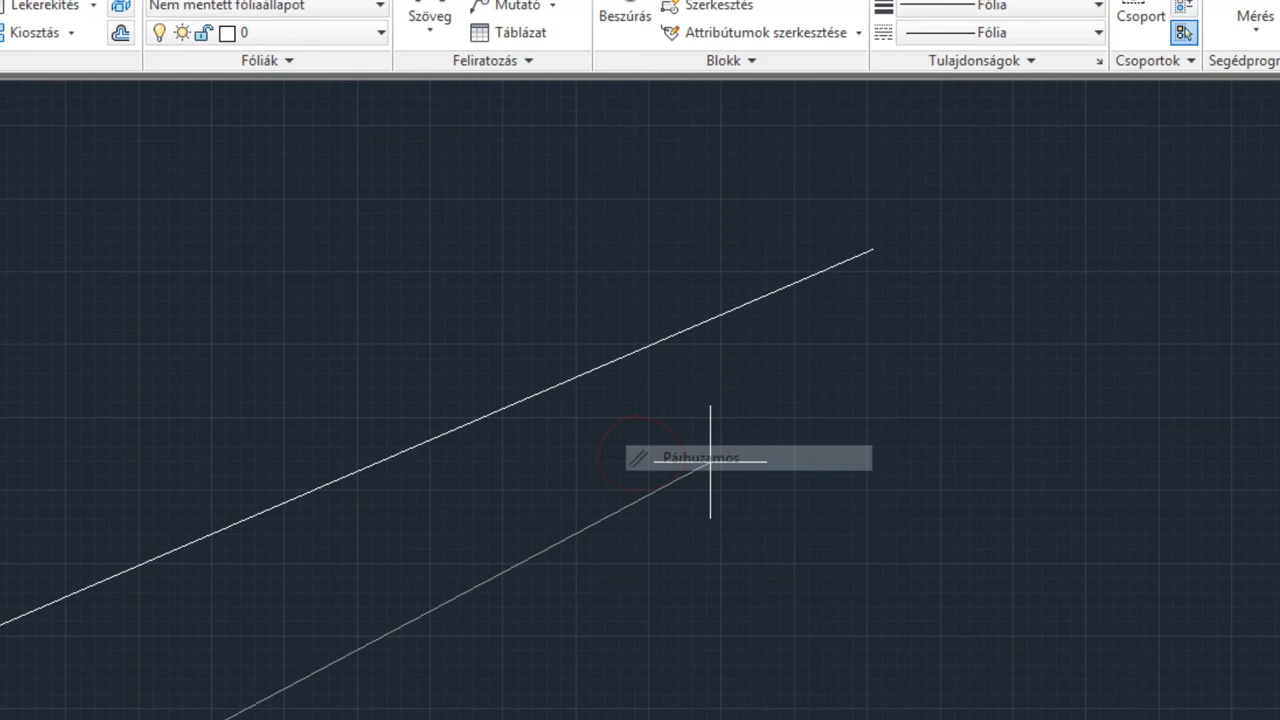 Lekerekítés
Nem mentett fóliaállapot
Szöveg
Mutató
Beszúrás
Szerkesztés
Fólia
Csoport
Mérés
Kiosztás
0
Táblázat
Attribútumok szerkesztése
Fólia
Fóliák
Feliratozás
Blokk
Tulajdonságok
Csoportok
Segédprogr
Párhuzamos